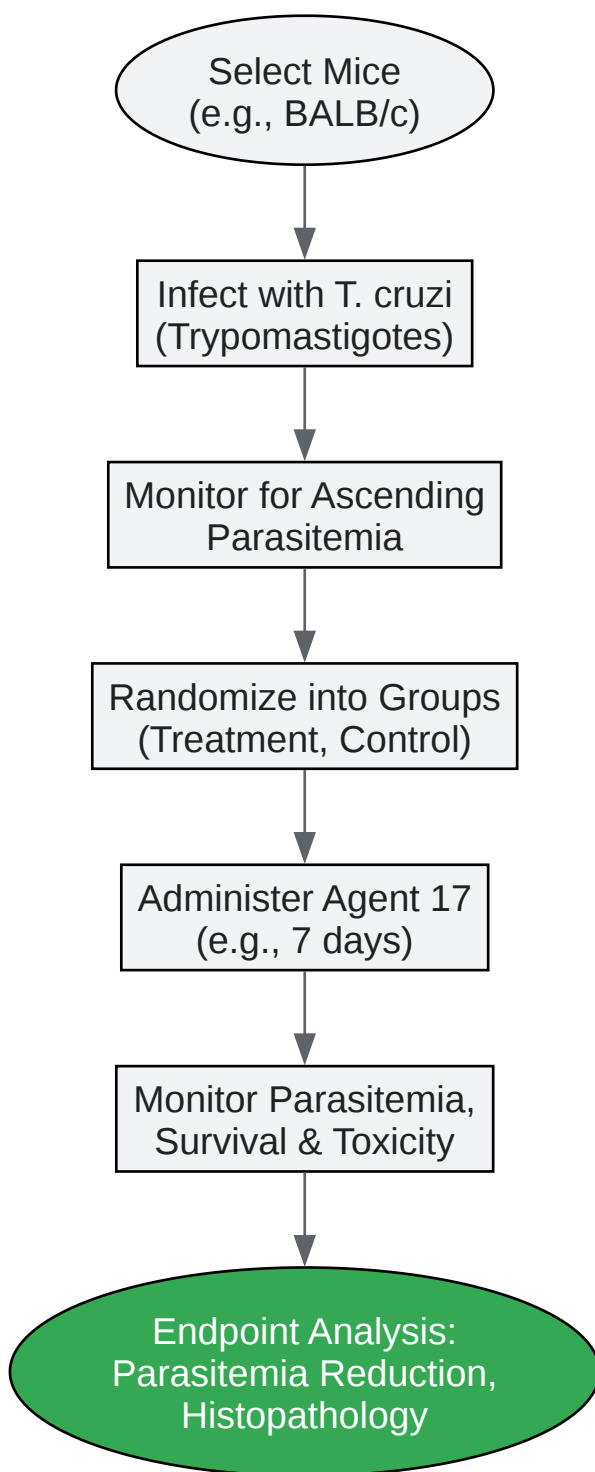 Select Mice
(e.g., BALB/c)
Infect with T. cruzi
(Trypomastigotes)
Monitor for Ascending
Parasitemia
Randomize into Groups
(Treatment, Control)
Administer Agent 17
(e.g., 7 days)
Monitor Parasitemia,
Survival & Toxicity
Endpoint Analysis:
Parasitemia Reduction,
Histopathology